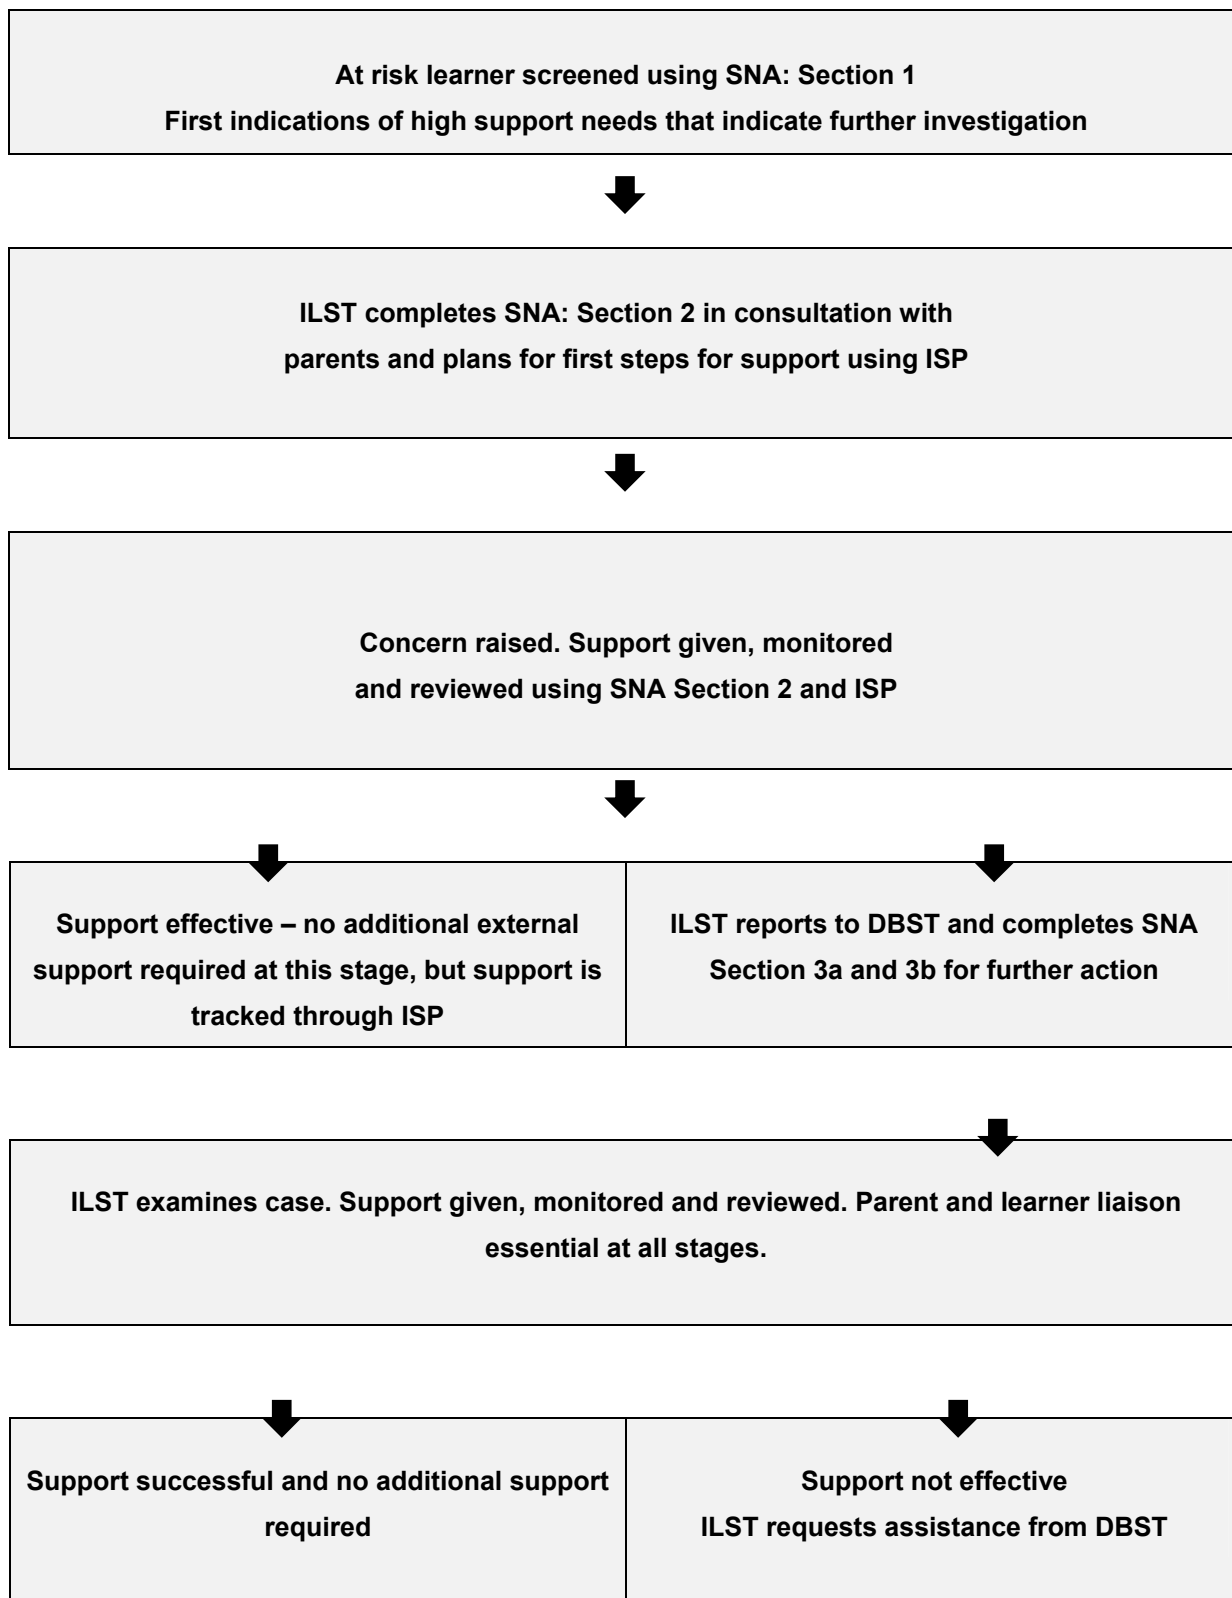 At risk learner screened using SNA: Section 1
First indications of high support needs that indicate further investigation
ILST completes SNA: Section 2 in consultation with
parents and plans for first steps for support using ISP
Concern raised. Support given, monitored
and reviewed using SNA Section 2 and ISP
Support effective – no additional external
support required at this stage, but support is
tracked through ISP
ILST reports to DBST and completes SNA
Section 3a and 3b for further action
ILST examines case. Support given, monitored and reviewed. Parent and learner liaison
essential at all stages.
Support successful and no additional support
required
Support not effective
ILST requests assistance from DBST